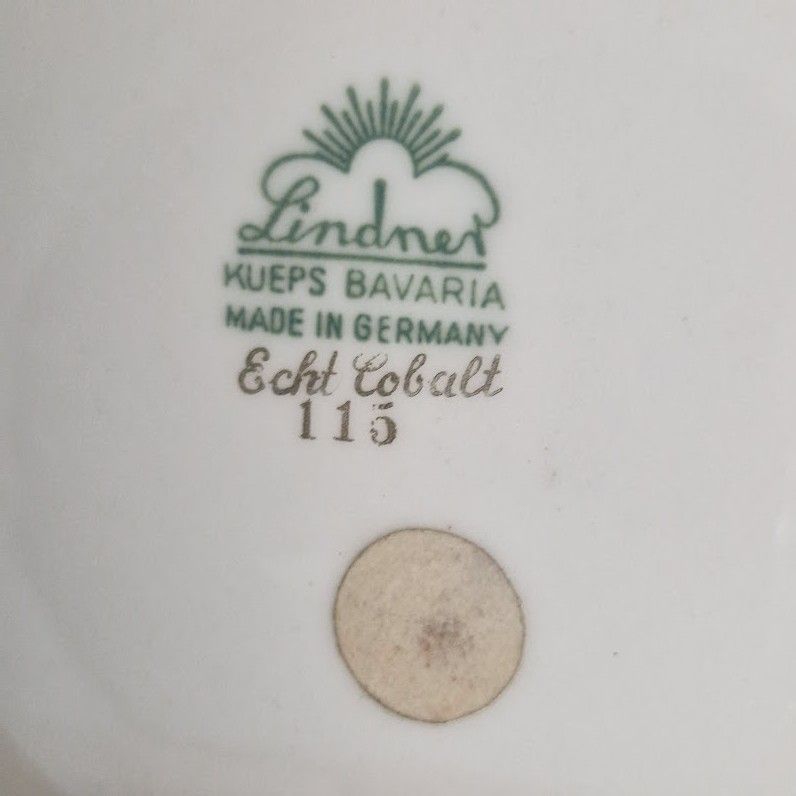 Lindner
KUEPS BAVARIA
MADE IN GERMANY
Echt Cobalt
115